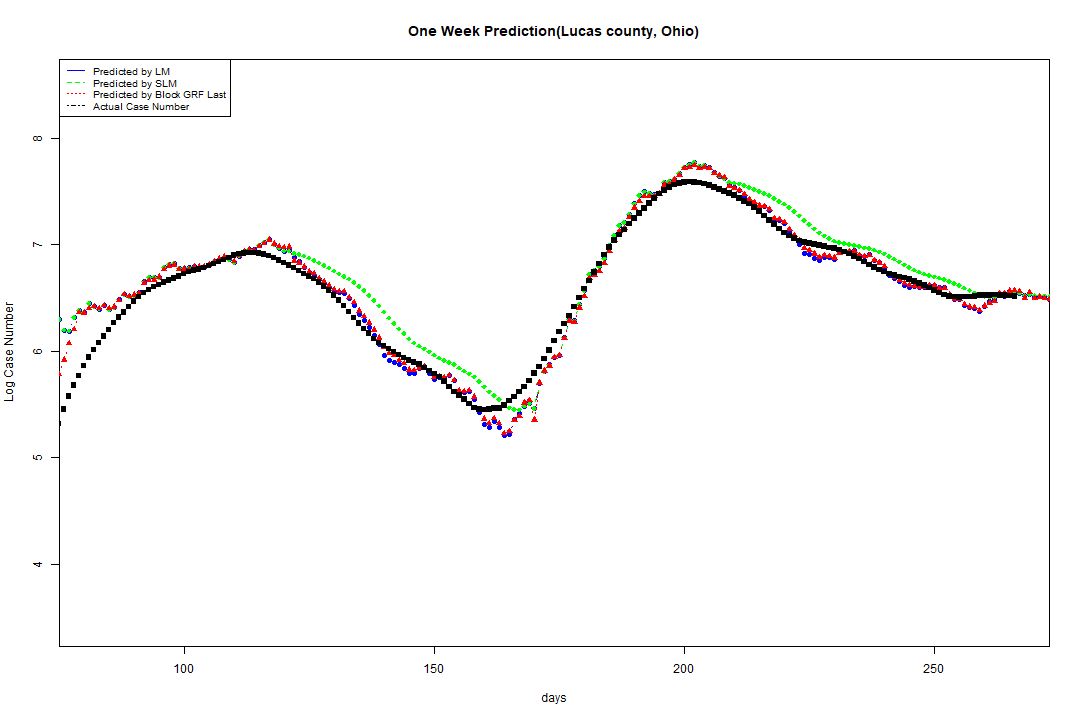 One Week Prediction(Lucas county, Ohio)
Predicted by LM
Predicted by SLM
Predicted by Block GRF Last
Actual Case Number
8
7
6
5
4
Log Case Number
100
150
200
250
days